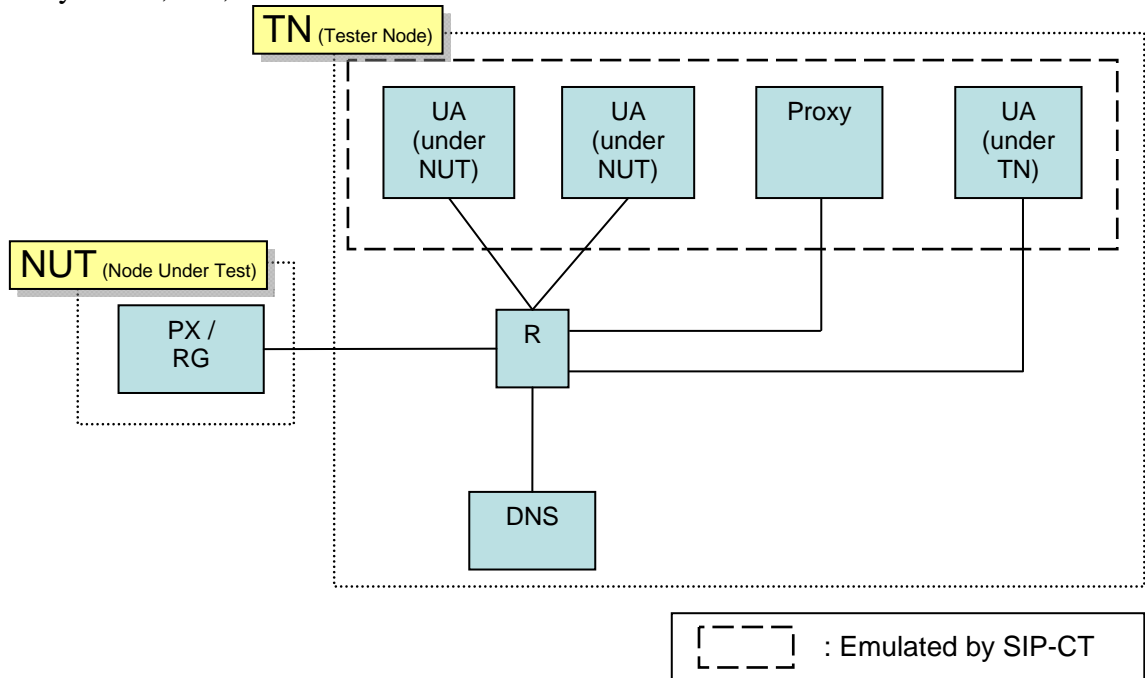 TN (Tester Node)
UA
(under
NUT)
UA
(under
NUT)
Proxy
UA
(under
TN)
NUT (Node Under Test)
PX /
RG
R
DNS
: Emulated by SIP-CT